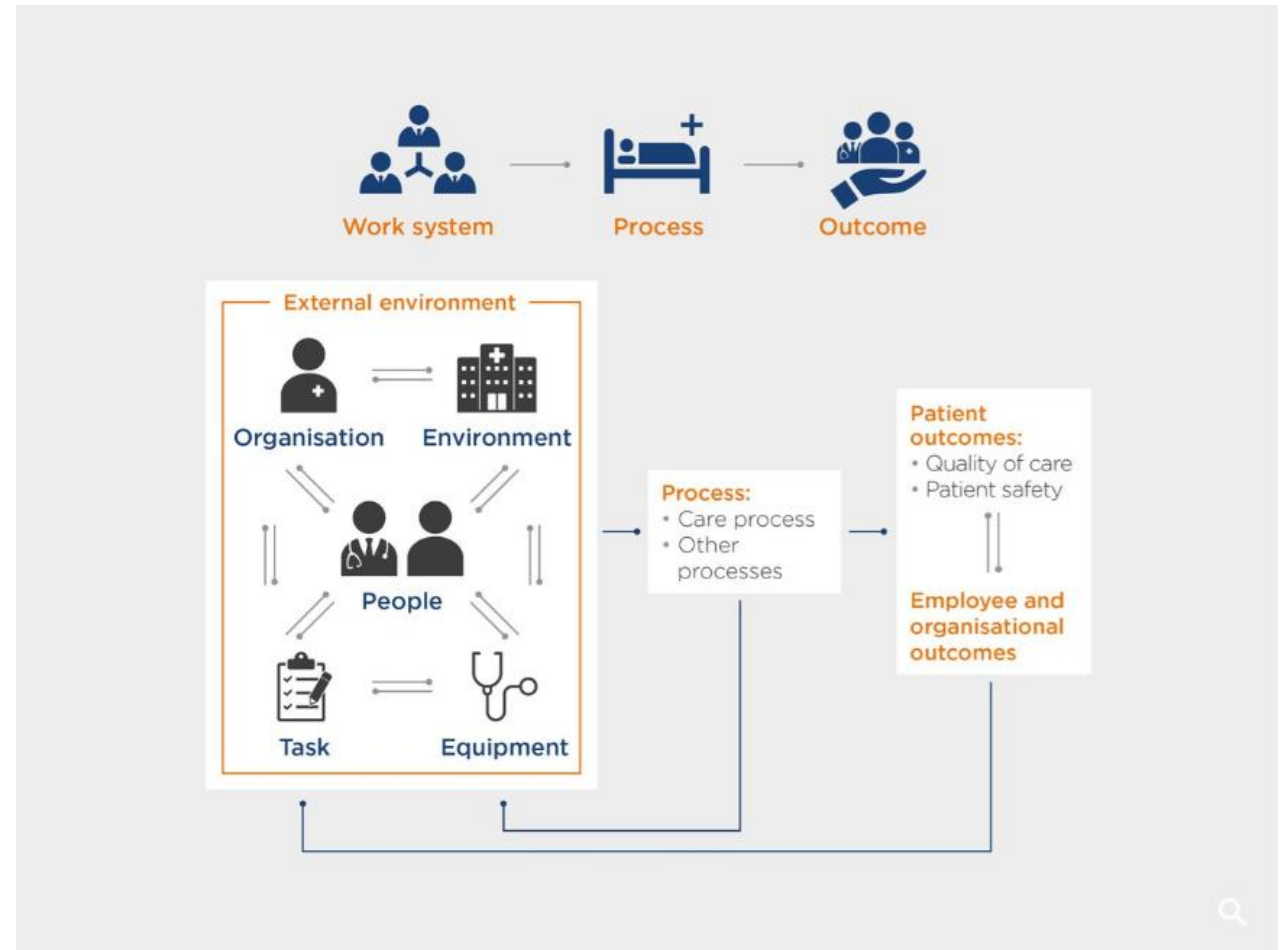 Work system
Process
Outcome
External environment
Organisation
Environment
People
Task
Equipment
Process:
• Care process
• Other
processes
Patient
outcomes:
• Quality of care
• Patient safety
Employee and
organisational
outcomes